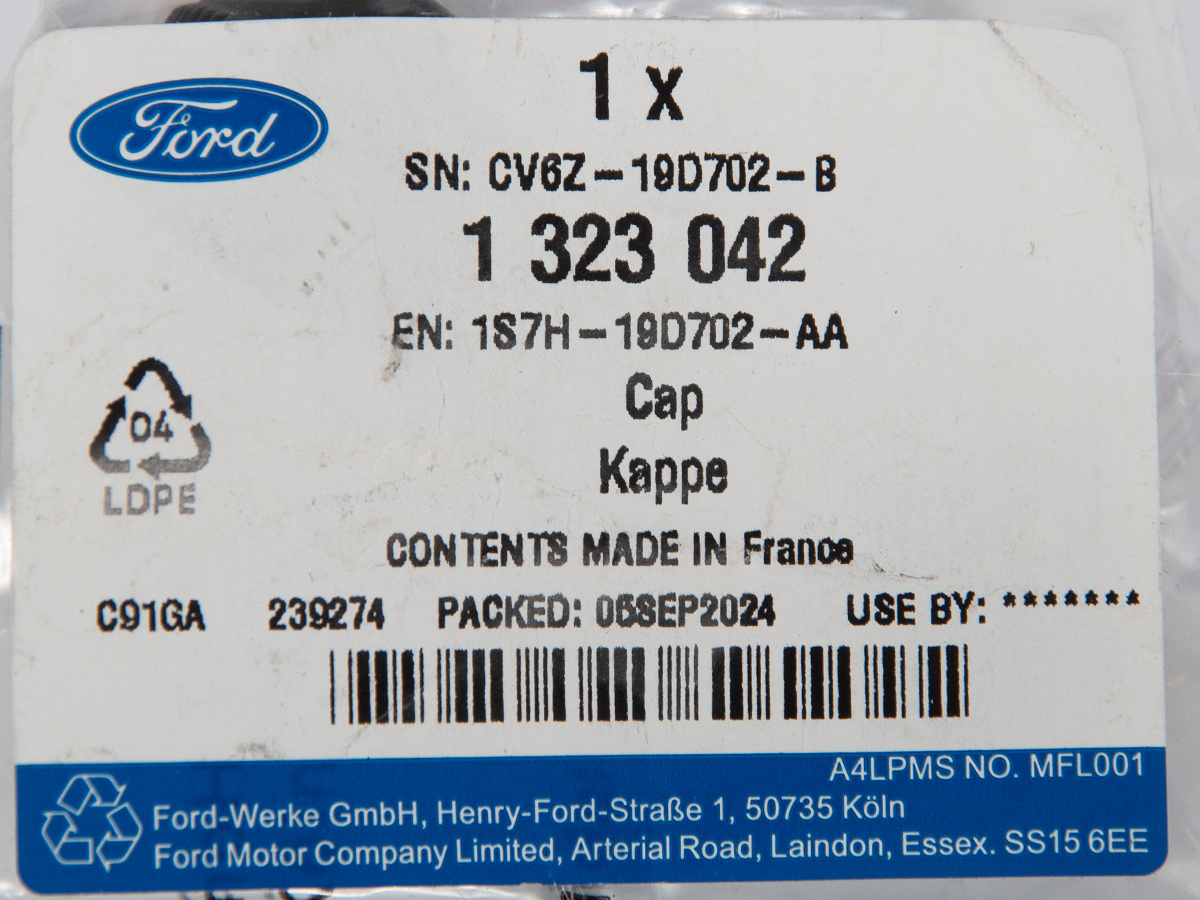 Ford
1 x
SN: CV6Z-19D702-B
1 323 042
EN: 1S7H-19D702-AA
04
LDPE
Cap
Kappe
CONTENTS MADE IN France
C91GA 239274 PACKED: 06SEP2024 USE BY: *******
A4LPMS NO. MFL001
Ford-Werke GmbH, Henry-Ford-Straße 1, 50735 Köln
Ford Motor Company Limited, Arterial Road, Laindon, Essex. SS15 6EE